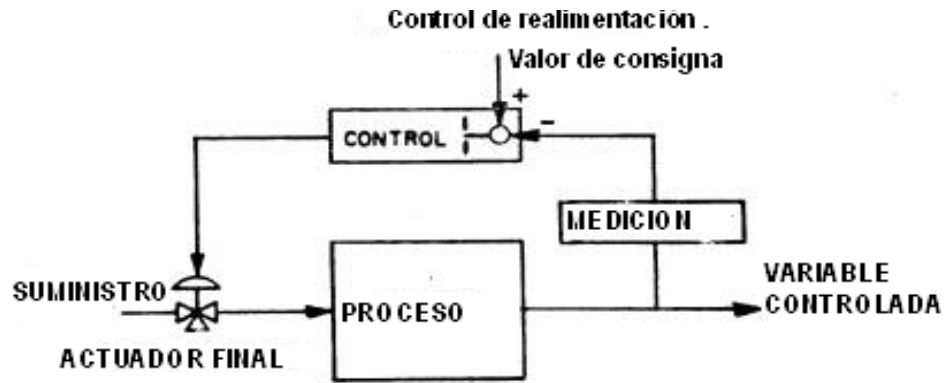 Control de realimentación .
Valor de consigna
+
-
CONTROL
MEDICION
SUMINISTRO
PROCESO
VARIABLE
CONTROLADA
ACTUADOR FINAL